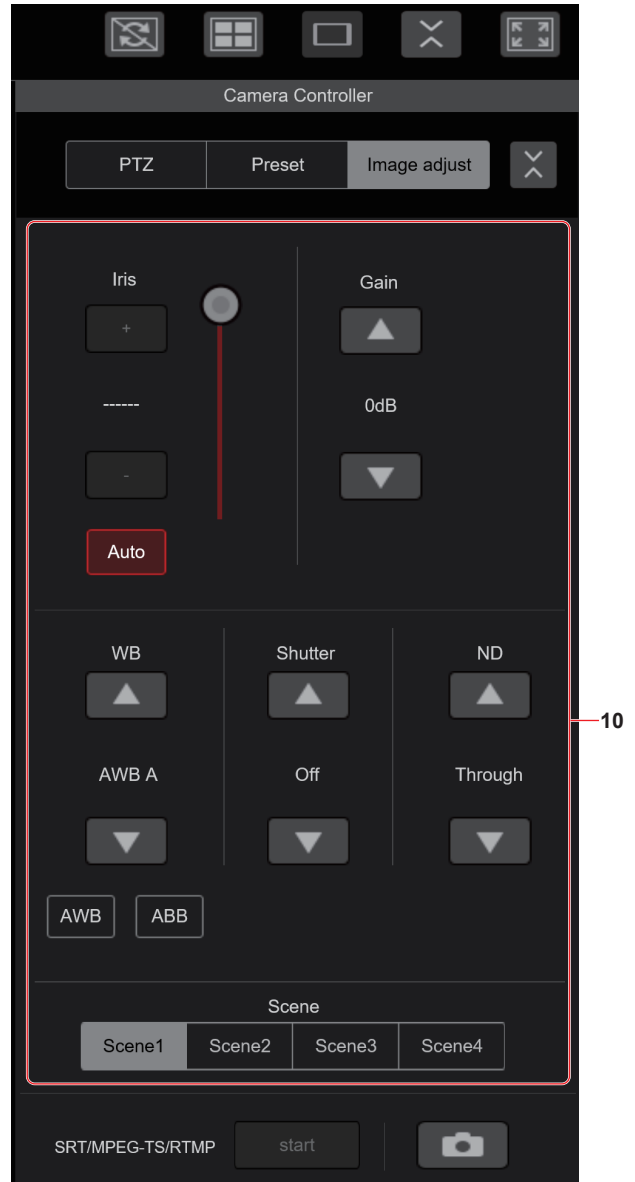 Camera Controller
PTZ Preset Image adjust
Iris Gain
+
------ 0dB
-
Auto
WB Shutter ND
10
AWB A Off Through
AWB ABB
Scene
Scene1 Scene2 Scene3 Scene4
SRT/MPEG-TS/RTMP start